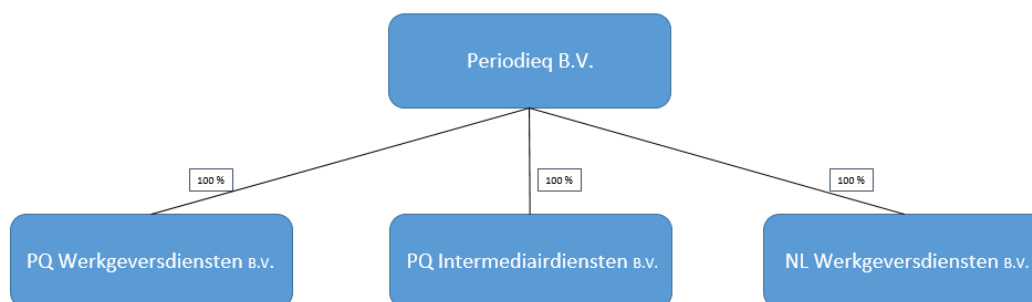 Periodieq B.V.
100 %
100 %
100 %
PQ Werkgeversdiensten B.V.
PQ Intermediairdiensten B.V.
NL Werkgeversdiensten B.V.